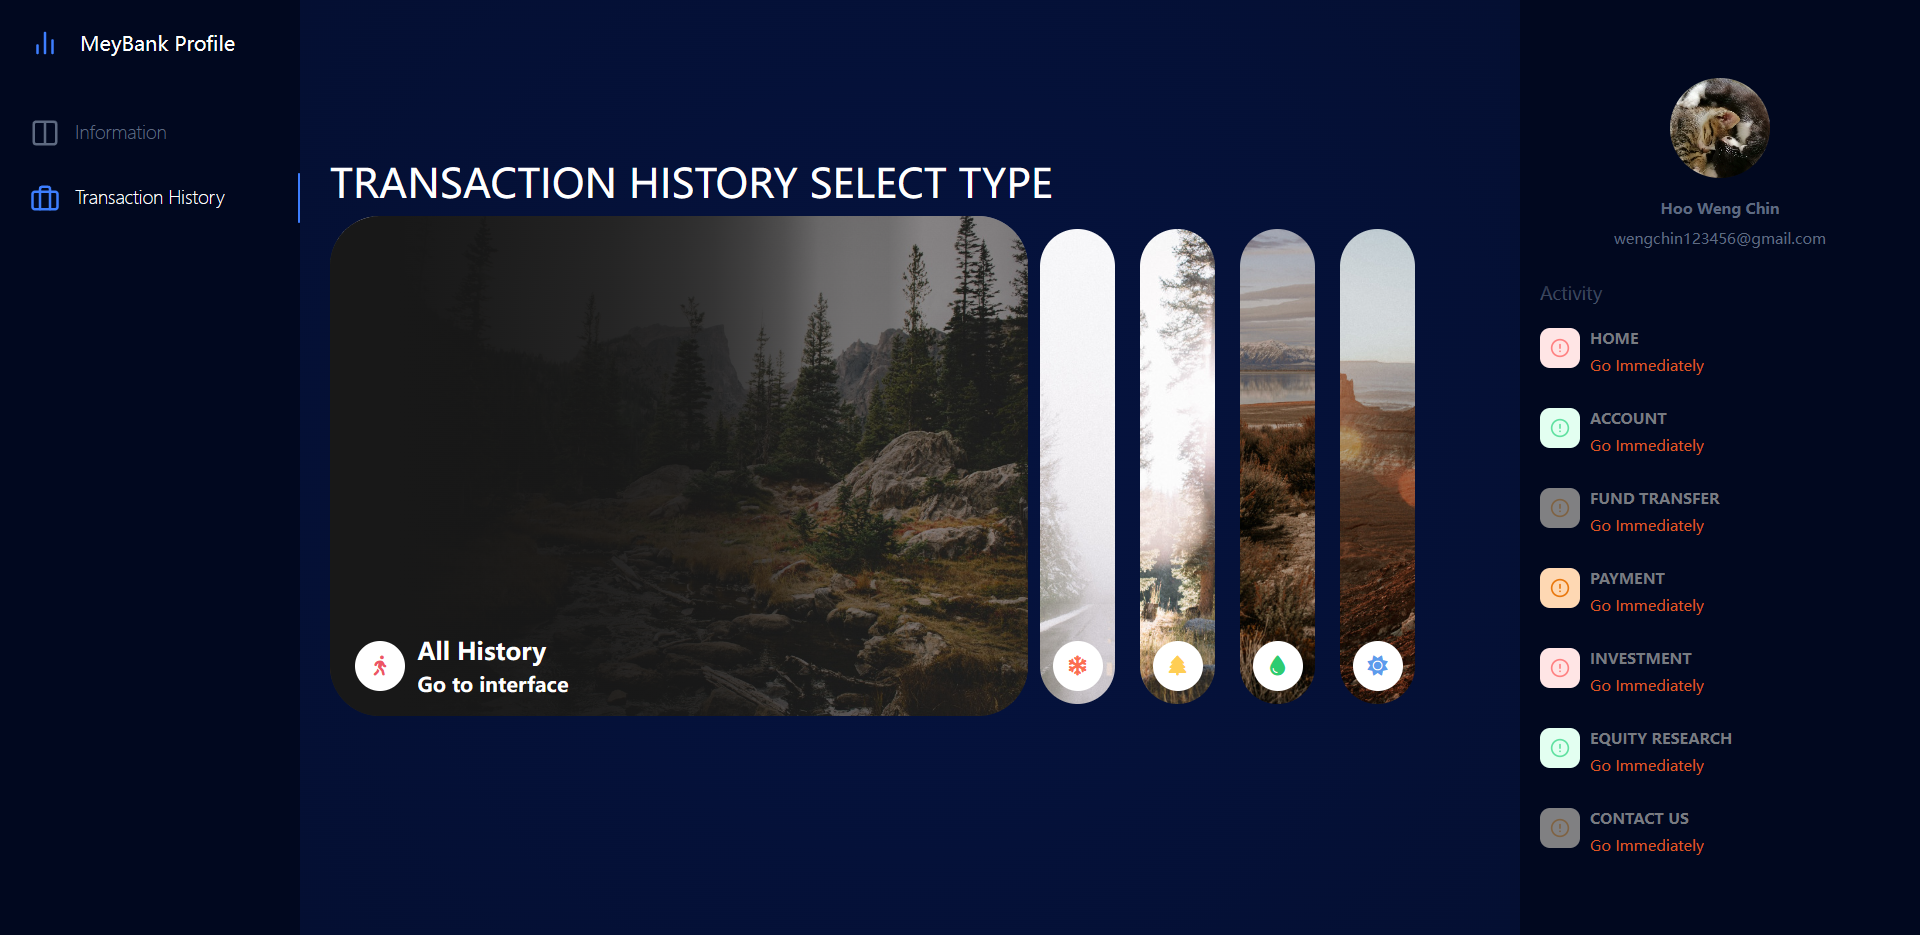 MeyBank Profile
Information
Transaction History
TRANSACTION HISTORY SELECT TYPE
All History
Go to interface
Hoo Weng Chin
wengchin123456@gmail.com
Activity
HOME
Go Immediately
ACCOUNT
Go Immediately
FUND TRANSFER
Go Immediately
PAYMENT
Go Immediately
INVESTMENT
Go Immediately
EQUITY RESEARCH
Go Immediately
CONTACT US
Go Immediately